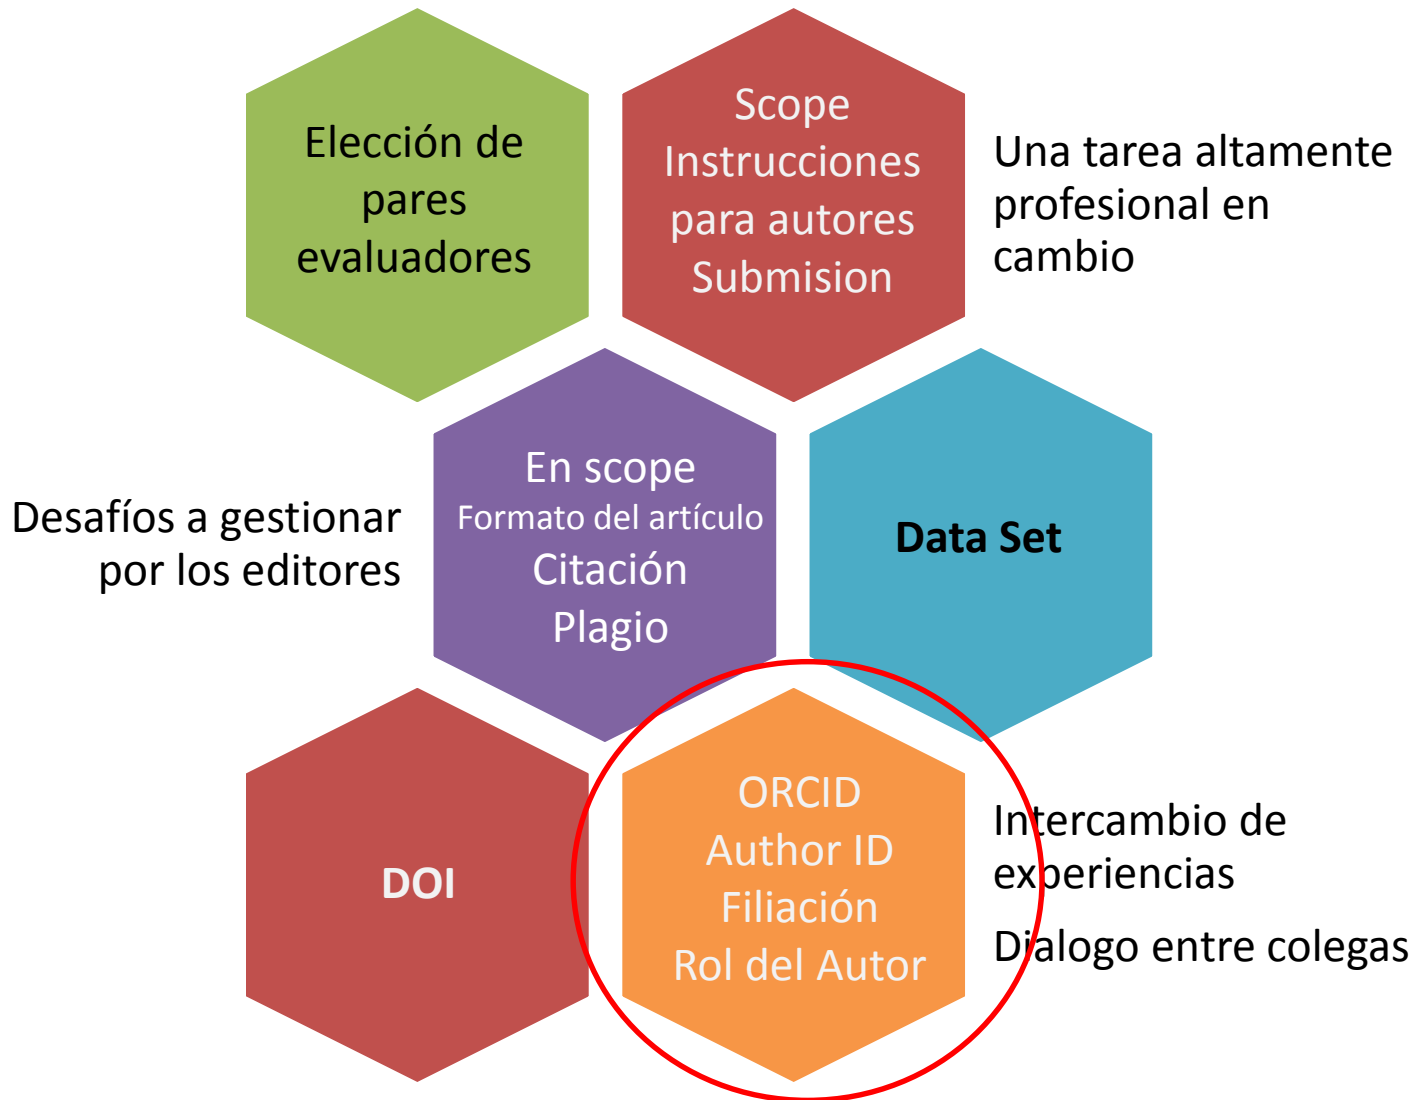 Elección de
pares
evaluadores
Scope
Instrucciones
para autores
Submision
Una tarea altamente
profesional en
cambio
Desafíos a gestionar
por los editores
En scope
Formato del artículo
Citación
Plagio
Data Set
DOI
ORCID
Author ID
Filiación
Rol del Autor
Intercambio de
experiencias
Dialogo entre colegas